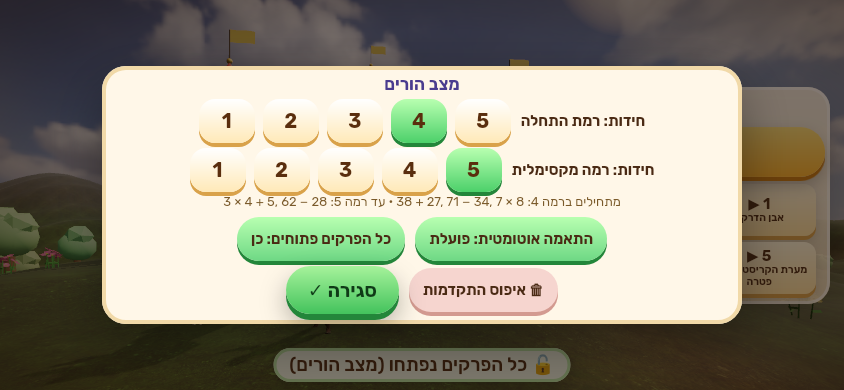 מצב הורים
חידות: רמת התחלה 5 4 3 2 1
חידות: רמה מקסימלית 5 4 3 2 1
מתחילים ברמה 4: 8 × 7 ,34 − 71 ,27 + 38 • עד רמה 5: 28 − 62 ,5 + 4 × 3
התאמה אוטומטית: פועלת
כל הפרקים פתוחים: כן
🗑 איפוס התקדמות
סגירה ✓
▶ 1
אבן הדרק
▶ 5
מערת הקריסט
פטרה
🔓 כל הפרקים נפתחו (מצב הורים)